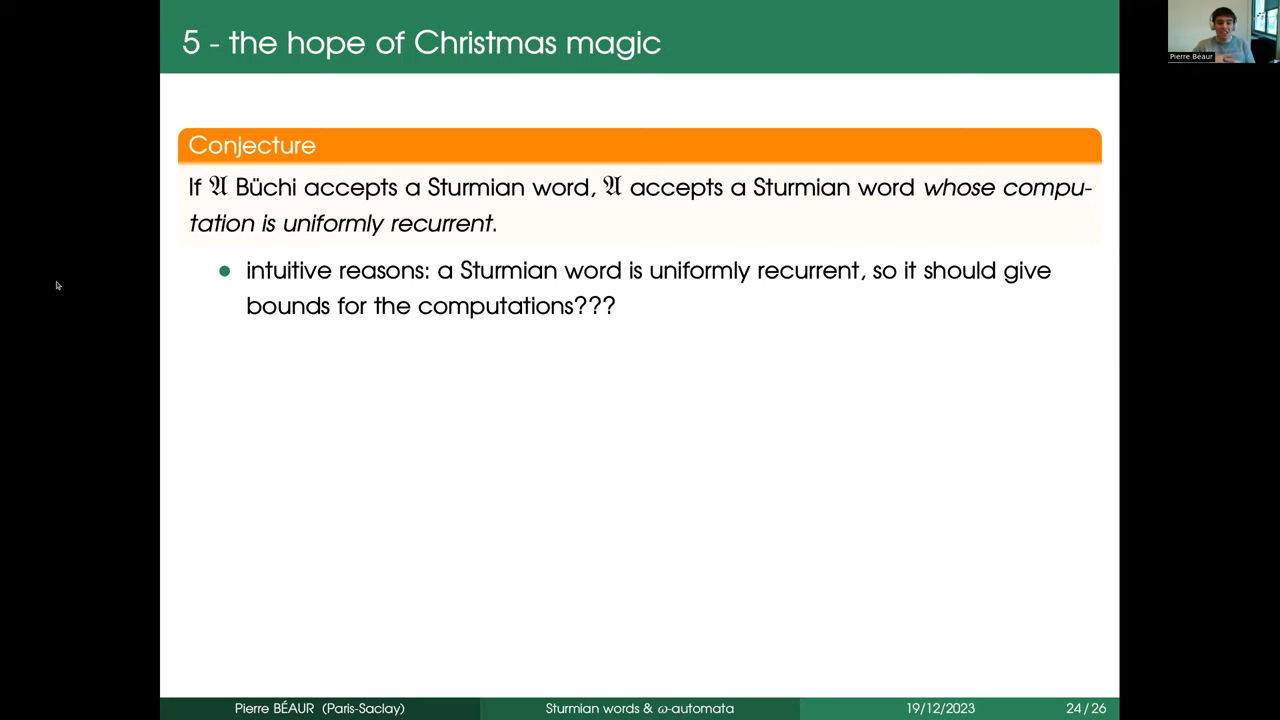 5 - the hope of Christmas magic
Pierre Béaur
Conjecture
If 𝔄 Büchi accepts a Sturmian word, 𝔄 accepts a Sturmian word whose compu-
tation is uniformly recurrent.
• intuitive reasons: a Sturmian word is uniformly recurrent, so it should give
bounds for the computations???
Pierre BÉAUR (Paris-Saclay)
Sturmian words & ω-automata
19/12/2023
24 / 26